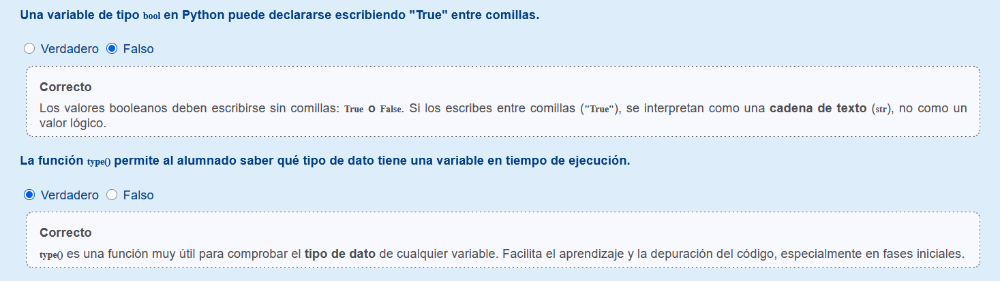 Una variable de tipo bool en Python puede declararse escribiendo "True" entre comillas.
Verdadero Falso
Correcto
Los valores booleanos deben escribirse sin comillas: True o False. Si los escribes entre comillas ("True"), se interpretan como una cadena de texto (str), no como un
valor lógico.
La función type() permite al alumnado saber qué tipo de dato tiene una variable en tiempo de ejecución.
Verdadero Falso
Correcto
type() es una función muy útil para comprobar el tipo de dato de cualquier variable. Facilita el aprendizaje y la depuración del código, especialmente en fases iniciales.